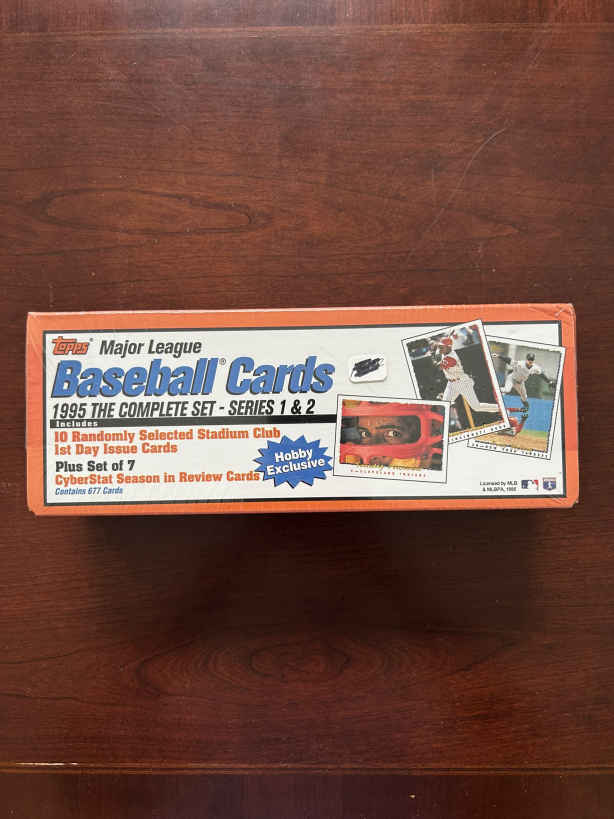 Topps® Major League
Baseball® Cards
1995 THE COMPLETE SET - SERIES 1 & 2
Includes
10 Randomly Selected Stadium Club
1st Day Issue Cards
Plus Set of 7
CyberStat Season in Review Cards
Contains 677 Cards
Hobby
Exclusive
CLEVELAND INDIANS
Licensed by MLB
& MLBPA, 1995